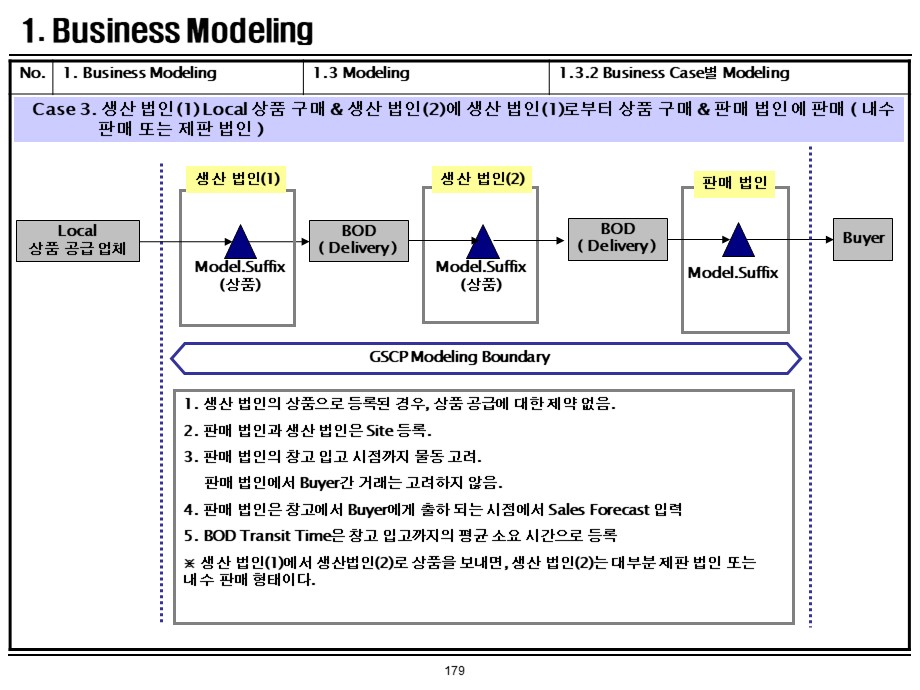 1. Business Modeling
No. 1. Business Modeling 1.3 Modeling 1.3.2 Business Case별 Modeling
Case 3. 생산 법인(1) Local 상품 구매 & 생산 법인(2)에 생산 법인(1)로부터 상품 구매 & 판매 법인에 판매 ( 내수
판매 또는 제판 법인 )
생산 법인(1)
생산 법인(2)
판매 법인
Local
상품 공급 업체
Model.Suffix
(상품)
BOD
( Delivery)
Model.Suffix
(상품)
BOD
( Delivery)
Model.Suffix
Buyer
GSCP Modeling Boundary
1. 생산 법인의 상품으로 등록된 경우, 상품 공급에 대한 제약 없음.
2. 판매 법인과 생산 법인은 Site 등록.
3. 판매 법인의 창고 입고 시점까지 물동 고려.
판매 법인에서 Buyer간 거래는 고려하지 않음.
4. 판매 법인은 창고에서 Buyer에게 출하 되는 시점에서 Sales Forecast 입력
5. BOD Transit Time은 창고 입고까지의 평균 소요 시간으로 등록
※ 생산 법인(1)에서 생산법인(2)로 상품을 보내면, 생산 법인(2)는 대부분 제판 법인 또는
내수 판매 형태이다.
179